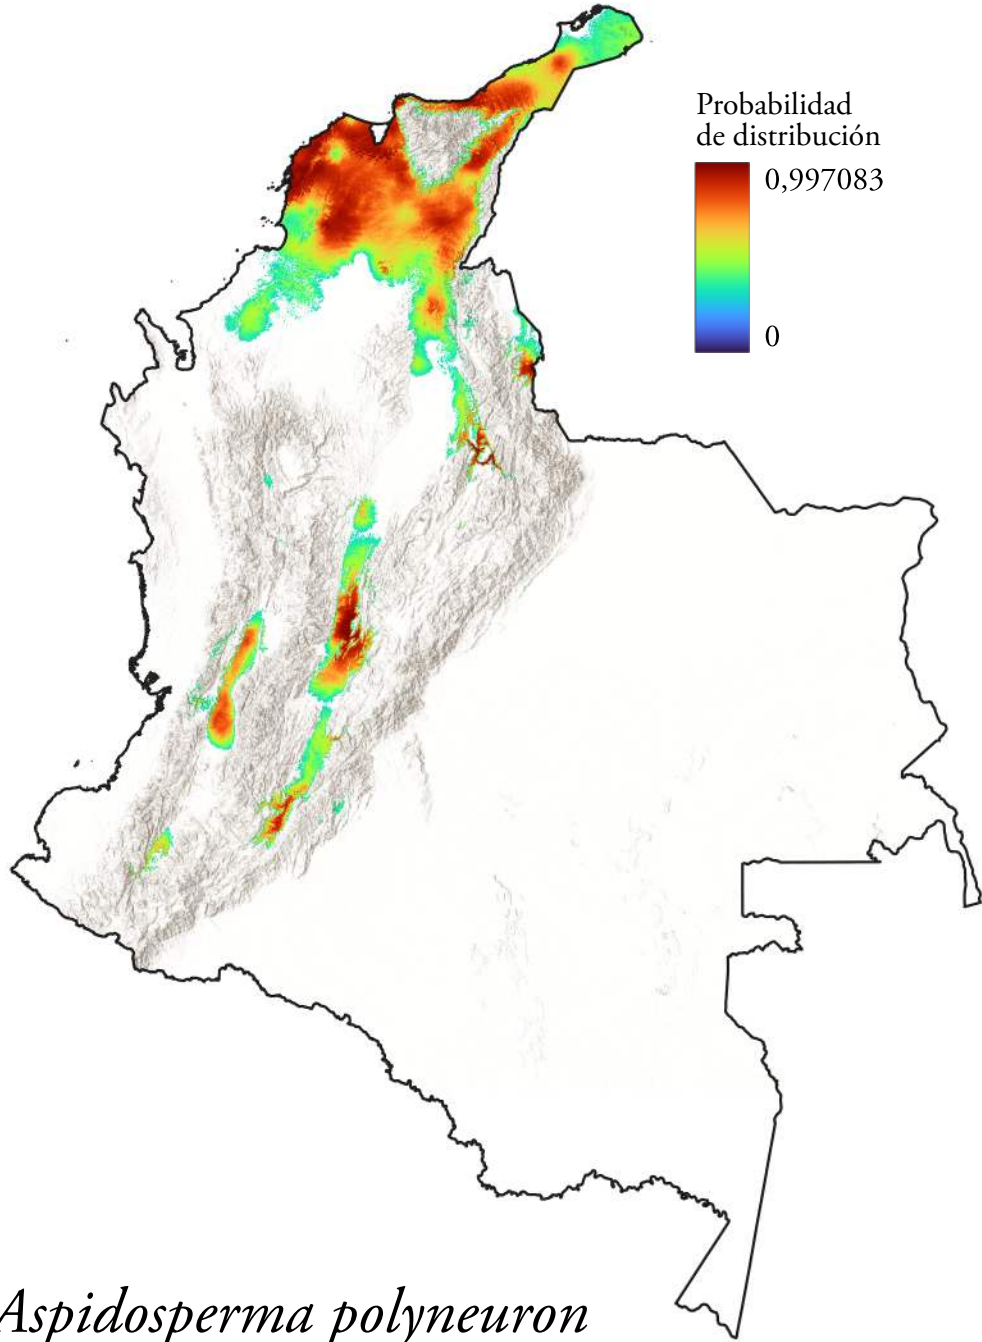 Probabilidad
de distribución
0,997083
0
Aspidosperma polyneuron